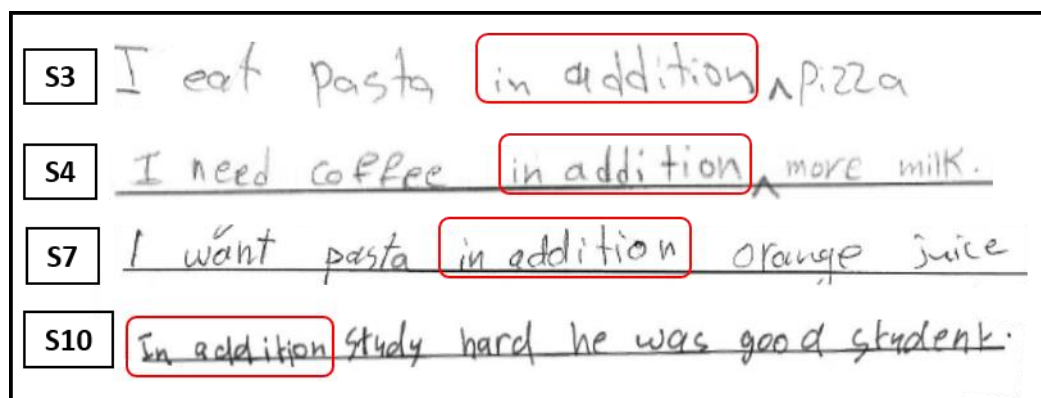 S3 I eat pasta in addition ^ pizza
S4 I need coffee in addition ^ more milk.
S7 I want pasta in addition orange juice
S10 In addition study hard he was good student.